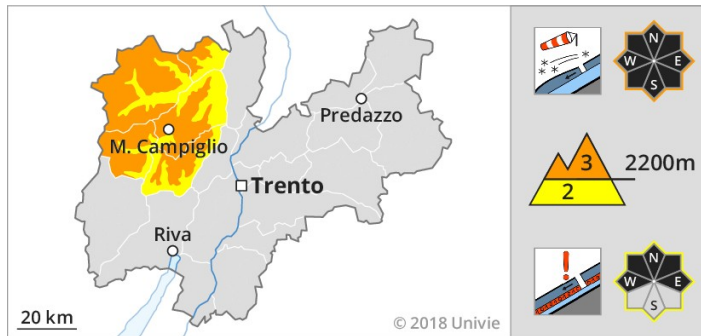 M. Campiglio
Predazzo
Trento
Riva
20 km
© 2018 Univie
N
W E
S
3 2200m
2
N
W E
S